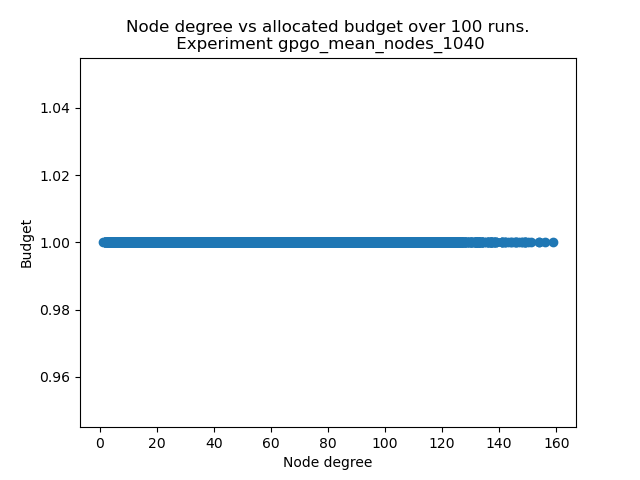 Node degree vs allocated budget over 100 runs.
Experiment gpgo_mean_nodes_1040
1.04
1.02
1.00
0.98
0.96
Budget
0 20 40 60 80 100 120 140 160
Node degree